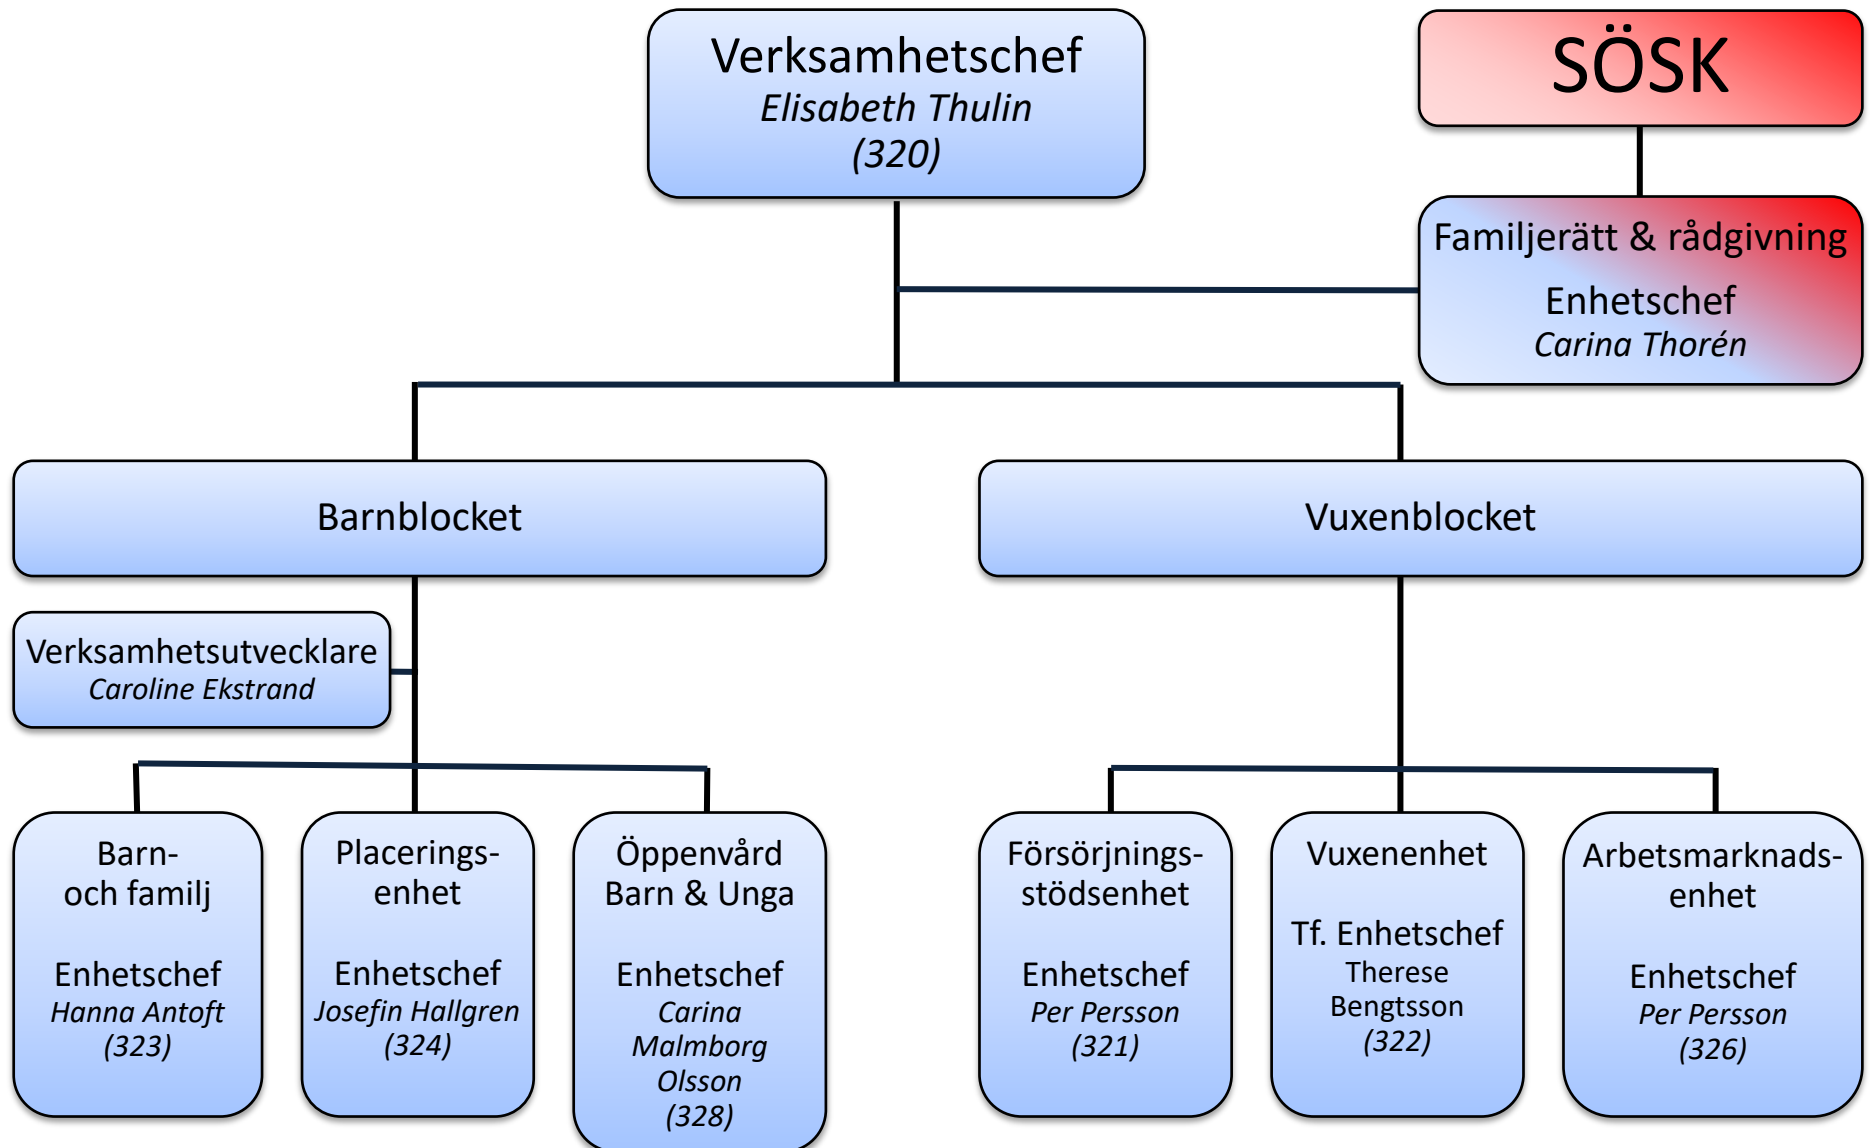 Verksamhetschef
Elisabeth Thulin
(320)
SÖSK
Familjerätt & rådgivning
Enhetschef
Carina Thorén
Barnblocket
Vuxenblocket
Verksamhetsutvecklare
Caroline Ekstrand
Barn-
och familj
Enhetschef
Hanna Antoft
(323)
Placerings-
enhet
Enhetschef
Josefin Hallgren
(324)
Öppenvård
Barn & Unga
Enhetschef
Carina
Malmborg
Olsson
(328)
Försörjnings-
stödsenhet
Enhetschef
Per Persson
(321)
Vuxenenhet
Tf. Enhetschef
Therese
Bengtsson
(322)
Arbetsmarknads-
enhet
Enhetschef
Per Persson
(326)